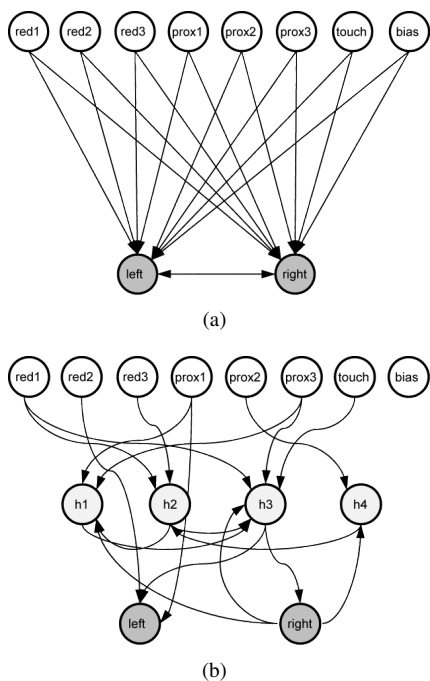 red1 red2 red3 prox1 prox2 prox3 touch bias
left right
(a)
red1 red2 red3 prox1 prox2 prox3 touch bias
h1 h2 h3 h4
left right
(b)